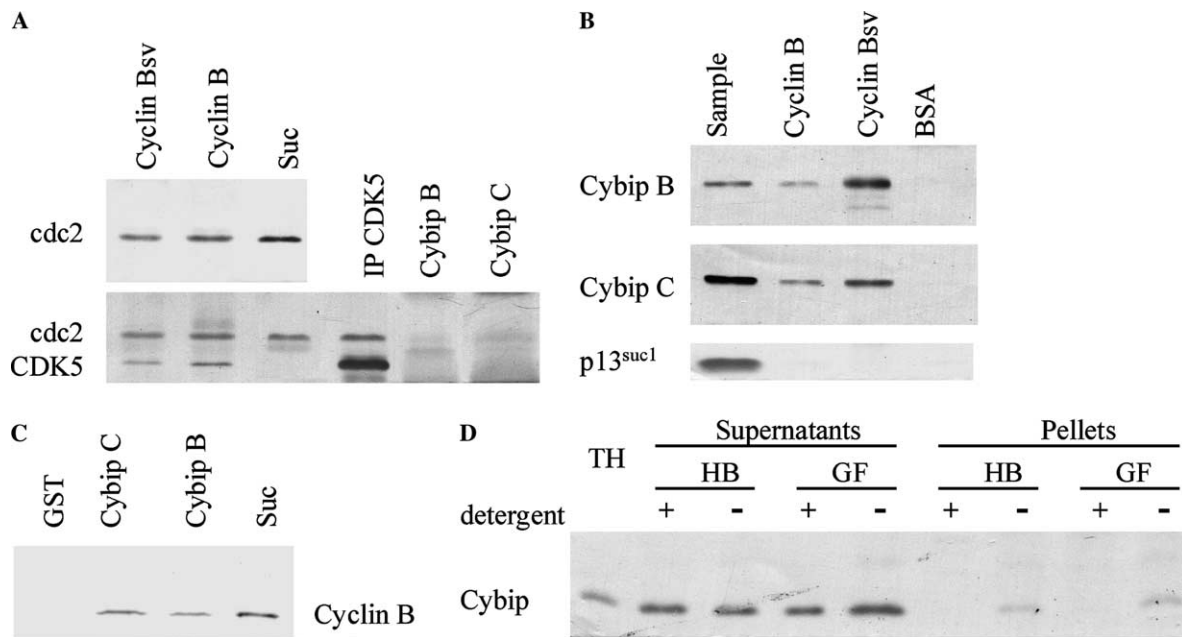 A
Cyclin Bsv
Cyclin B
Suc
cdc2
IP CDK5
Cybip B
Cybip C
cdc2
CDK5
B
Sample
Cyclin B
Cyclin Bsv
BSA
Cybip B
Cybip C
p13suc1
C
GST
Cybip C
Cybip B
Suc
Cyclin B
D
Supernatants Pellets
TH
HB GF HB GF
detergent + - + - + - + -
Cybip